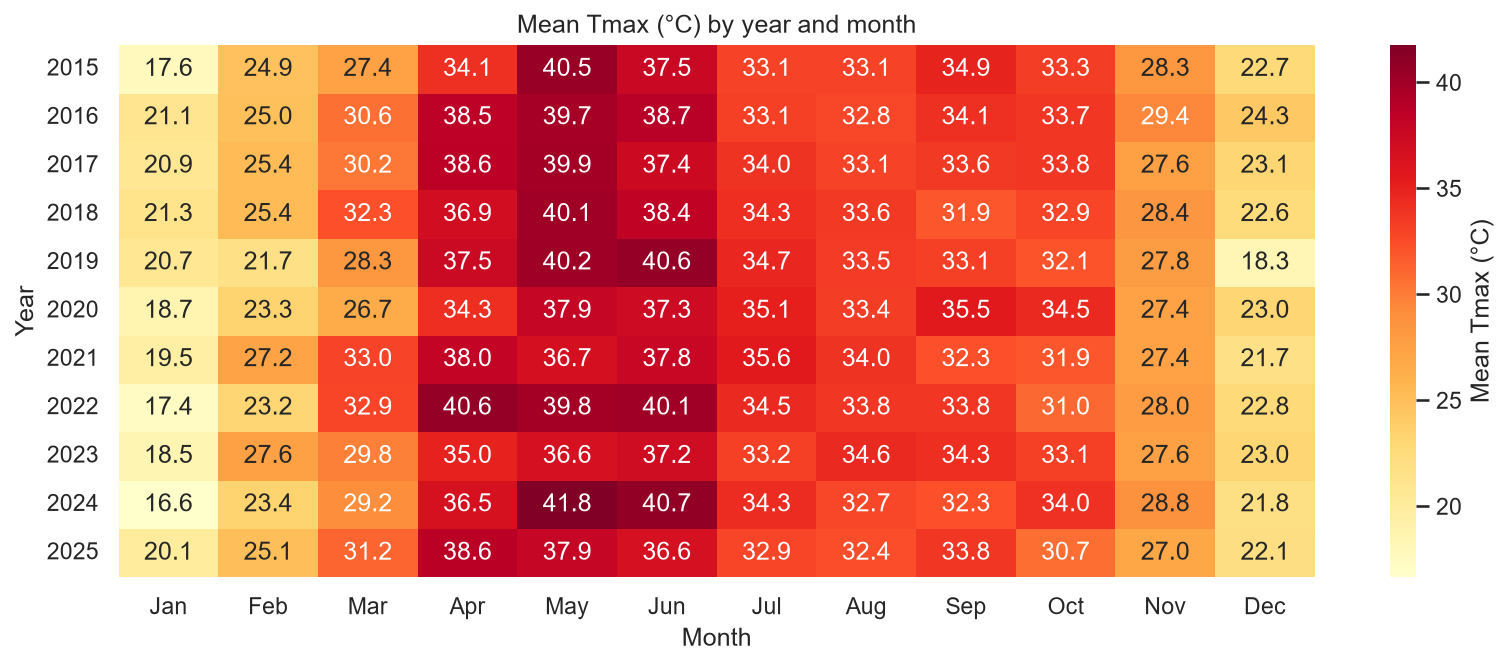 Mean Tmax (°C) by year and month
2015 17.6 24.9 27.4 34.1 40.5 37.5 33.1 33.1 34.9 33.3 28.3 22.7
2016 21.1 25.0 30.6 38.5 39.7 38.7 33.1 32.8 34.1 33.7 29.4 24.3
2017 20.9 25.4 30.2 38.6 39.9 37.4 34.0 33.1 33.6 33.8 27.6 23.1
2018 21.3 25.4 32.3 36.9 40.1 38.4 34.3 33.6 31.9 32.9 28.4 22.6
2019 20.7 21.7 28.3 37.5 40.2 40.6 34.7 33.5 33.1 32.1 27.8 18.3
2020 18.7 23.3 26.7 34.3 37.9 37.3 35.1 33.4 35.5 34.5 27.4 23.0
2021 19.5 27.2 33.0 38.0 36.7 37.8 35.6 34.0 32.3 31.9 27.4 21.7
2022 17.4 23.2 32.9 40.6 39.8 40.1 34.5 33.8 33.8 31.0 28.0 22.8
2023 18.5 27.6 29.8 35.0 36.6 37.2 33.2 34.6 34.3 33.1 27.6 23.0
2024 16.6 23.4 29.2 36.5 41.8 40.7 34.3 32.7 32.3 34.0 28.8 21.8
2025 20.1 25.1 31.2 38.6 37.9 36.6 32.9 32.4 33.8 30.7 27.0 22.1
Jan Feb Mar Apr May Jun Jul Aug Sep Oct Nov Dec
Month
Year
40
35
30
25
20
Mean Tmax (°C)